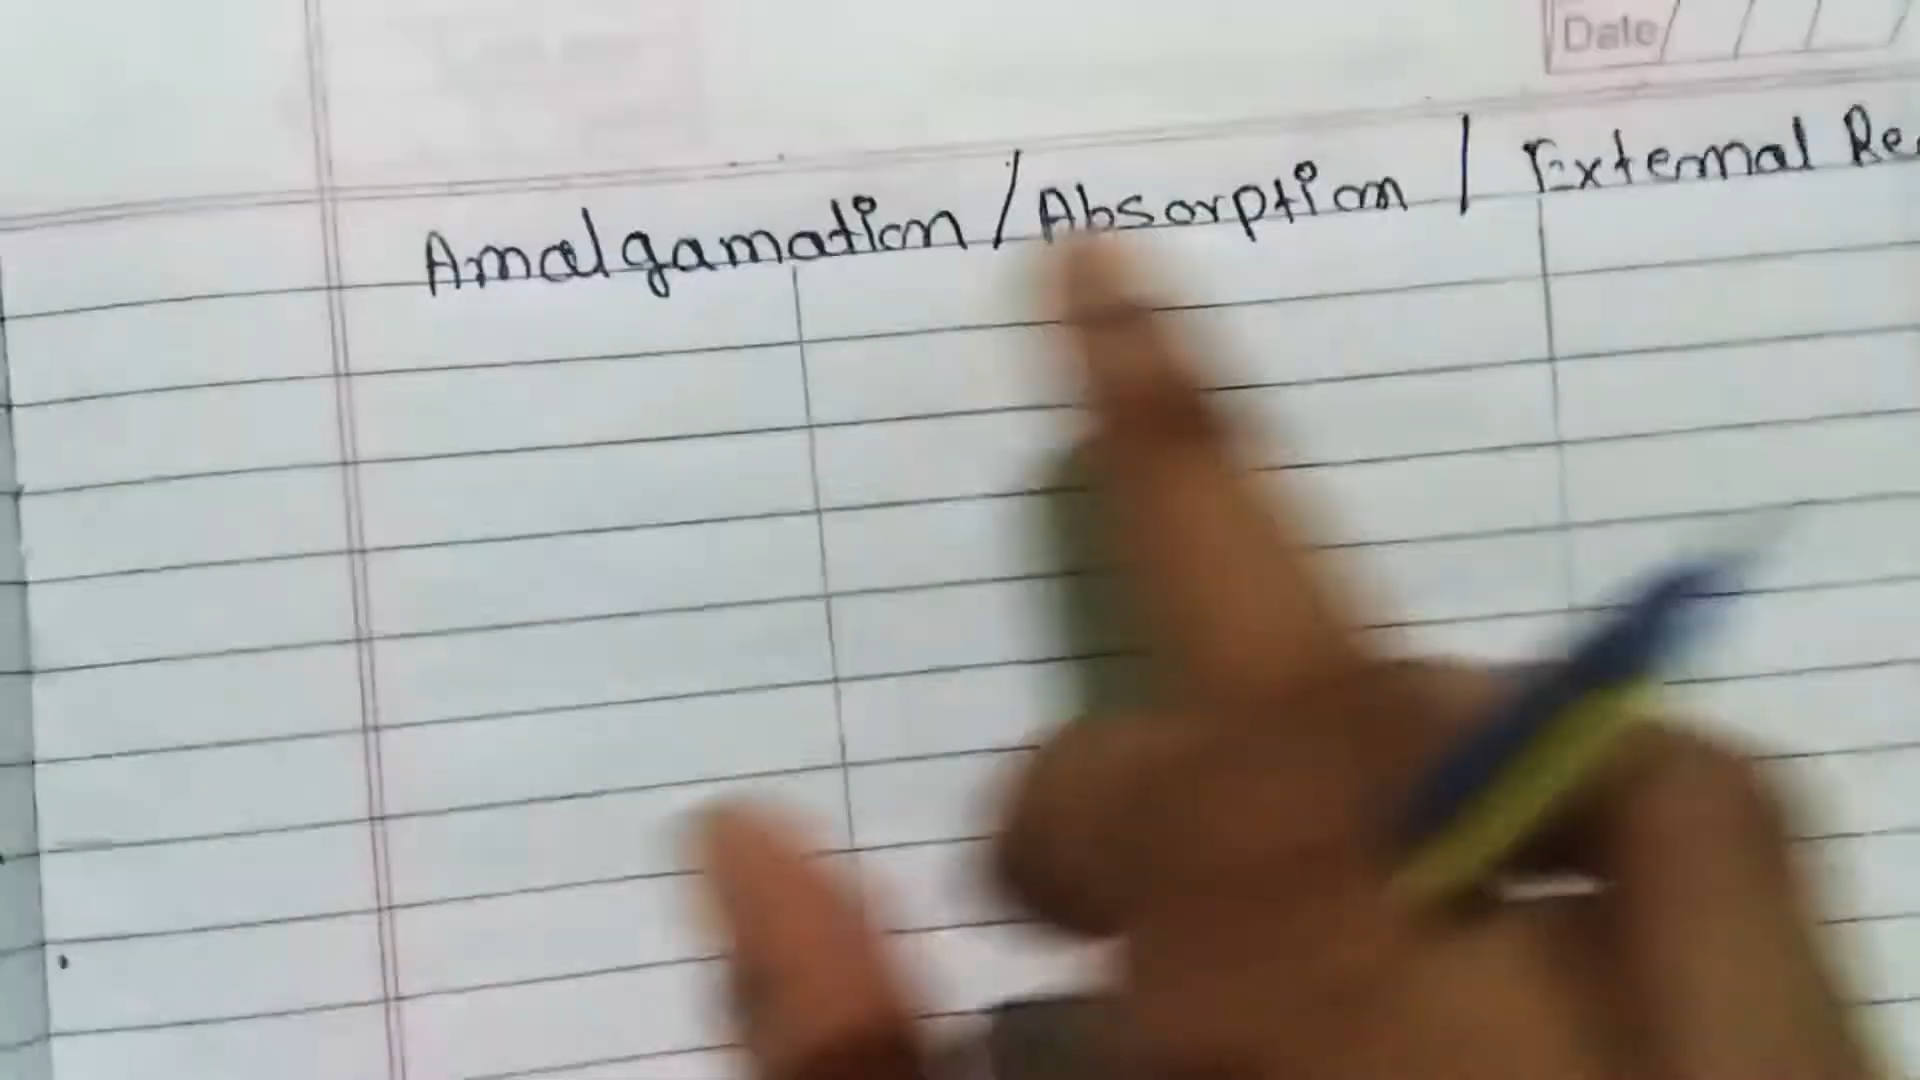 Date
Amalgamation / Absorption / External Re